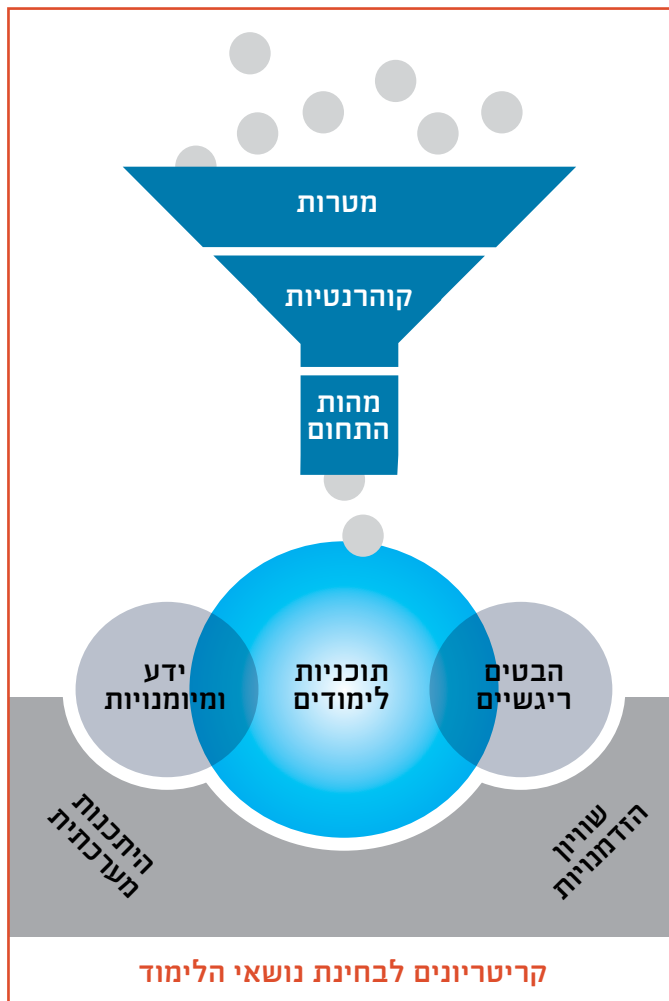 מטרות
קוהרנטיות
מהות
התחום
הבטים
ריגשיים
תוכניות
לימודים
ידע
ומיומנויות
שוויון
הזדמנויות
היתכנות
מערכתית
קריטריונים לבחינת נושאי הלימוד